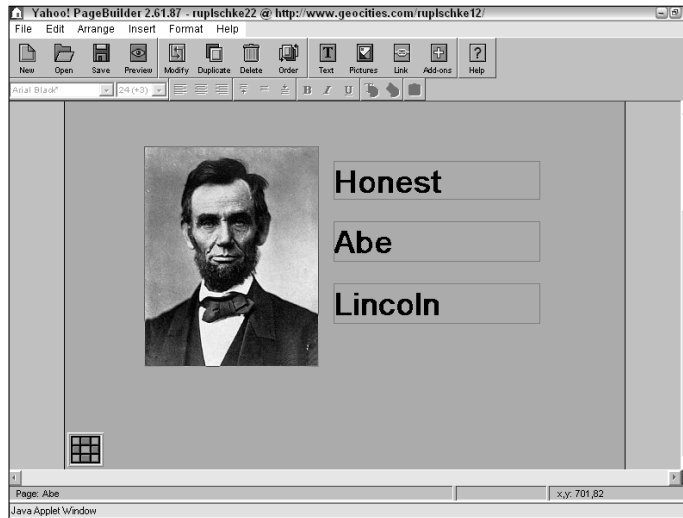 Yahoo! PageBuilder 2.61.87 - ruplschke22 @ http://www.geocities.com/ruplschke12/
File Edit Arrange Insert Format Help
New Open Save Preview Modify Duplicate Delete Order T Text Pictures Link Add-ons ? Help
Arial Black* 24 (+3) B I U
Honest
Abe
Lincoln
Page: Abe x,y: 701,82
Java Applet Window